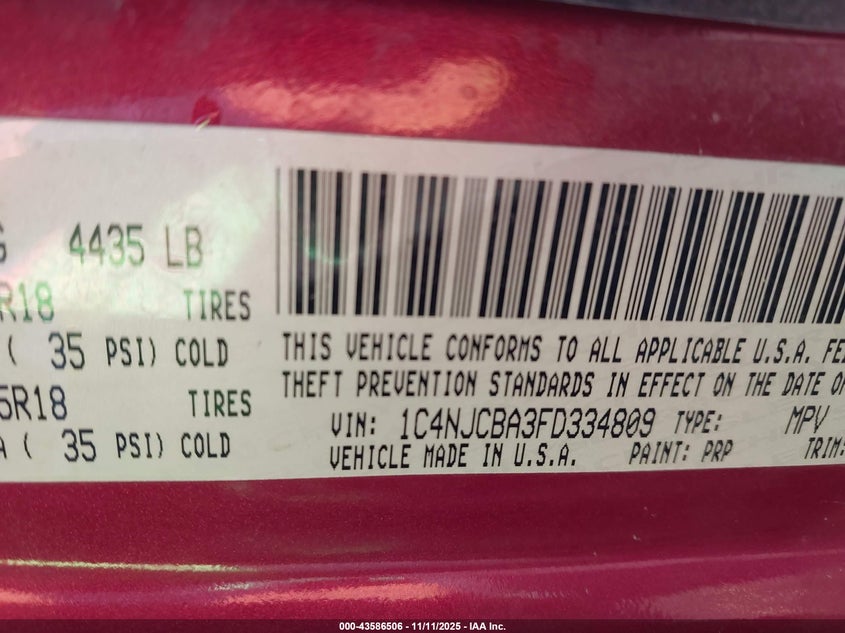 4435 LB
R18 TIRES
( 35 PSI) COLD
5R18 TIRES
A ( 35 PSI) COLD
THIS VEHICLE CONFORMS TO ALL APPLICABLE U.S.A. FE
THEFT PREVENTION STANDARDS IN EFFECT ON THE DATE O
VIN: 1C4NJCBA3FD334809 TYPE: MPV
VEHICLE MADE IN U.S.A. PAINT: PRP TRIM:
000-43586506 - 11/11/2025 - IAA Inc.